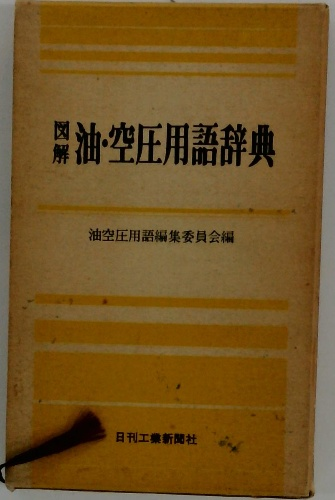 図解 油・空圧用語辞典
油空圧用語編集委員会編
日刊工業新聞社